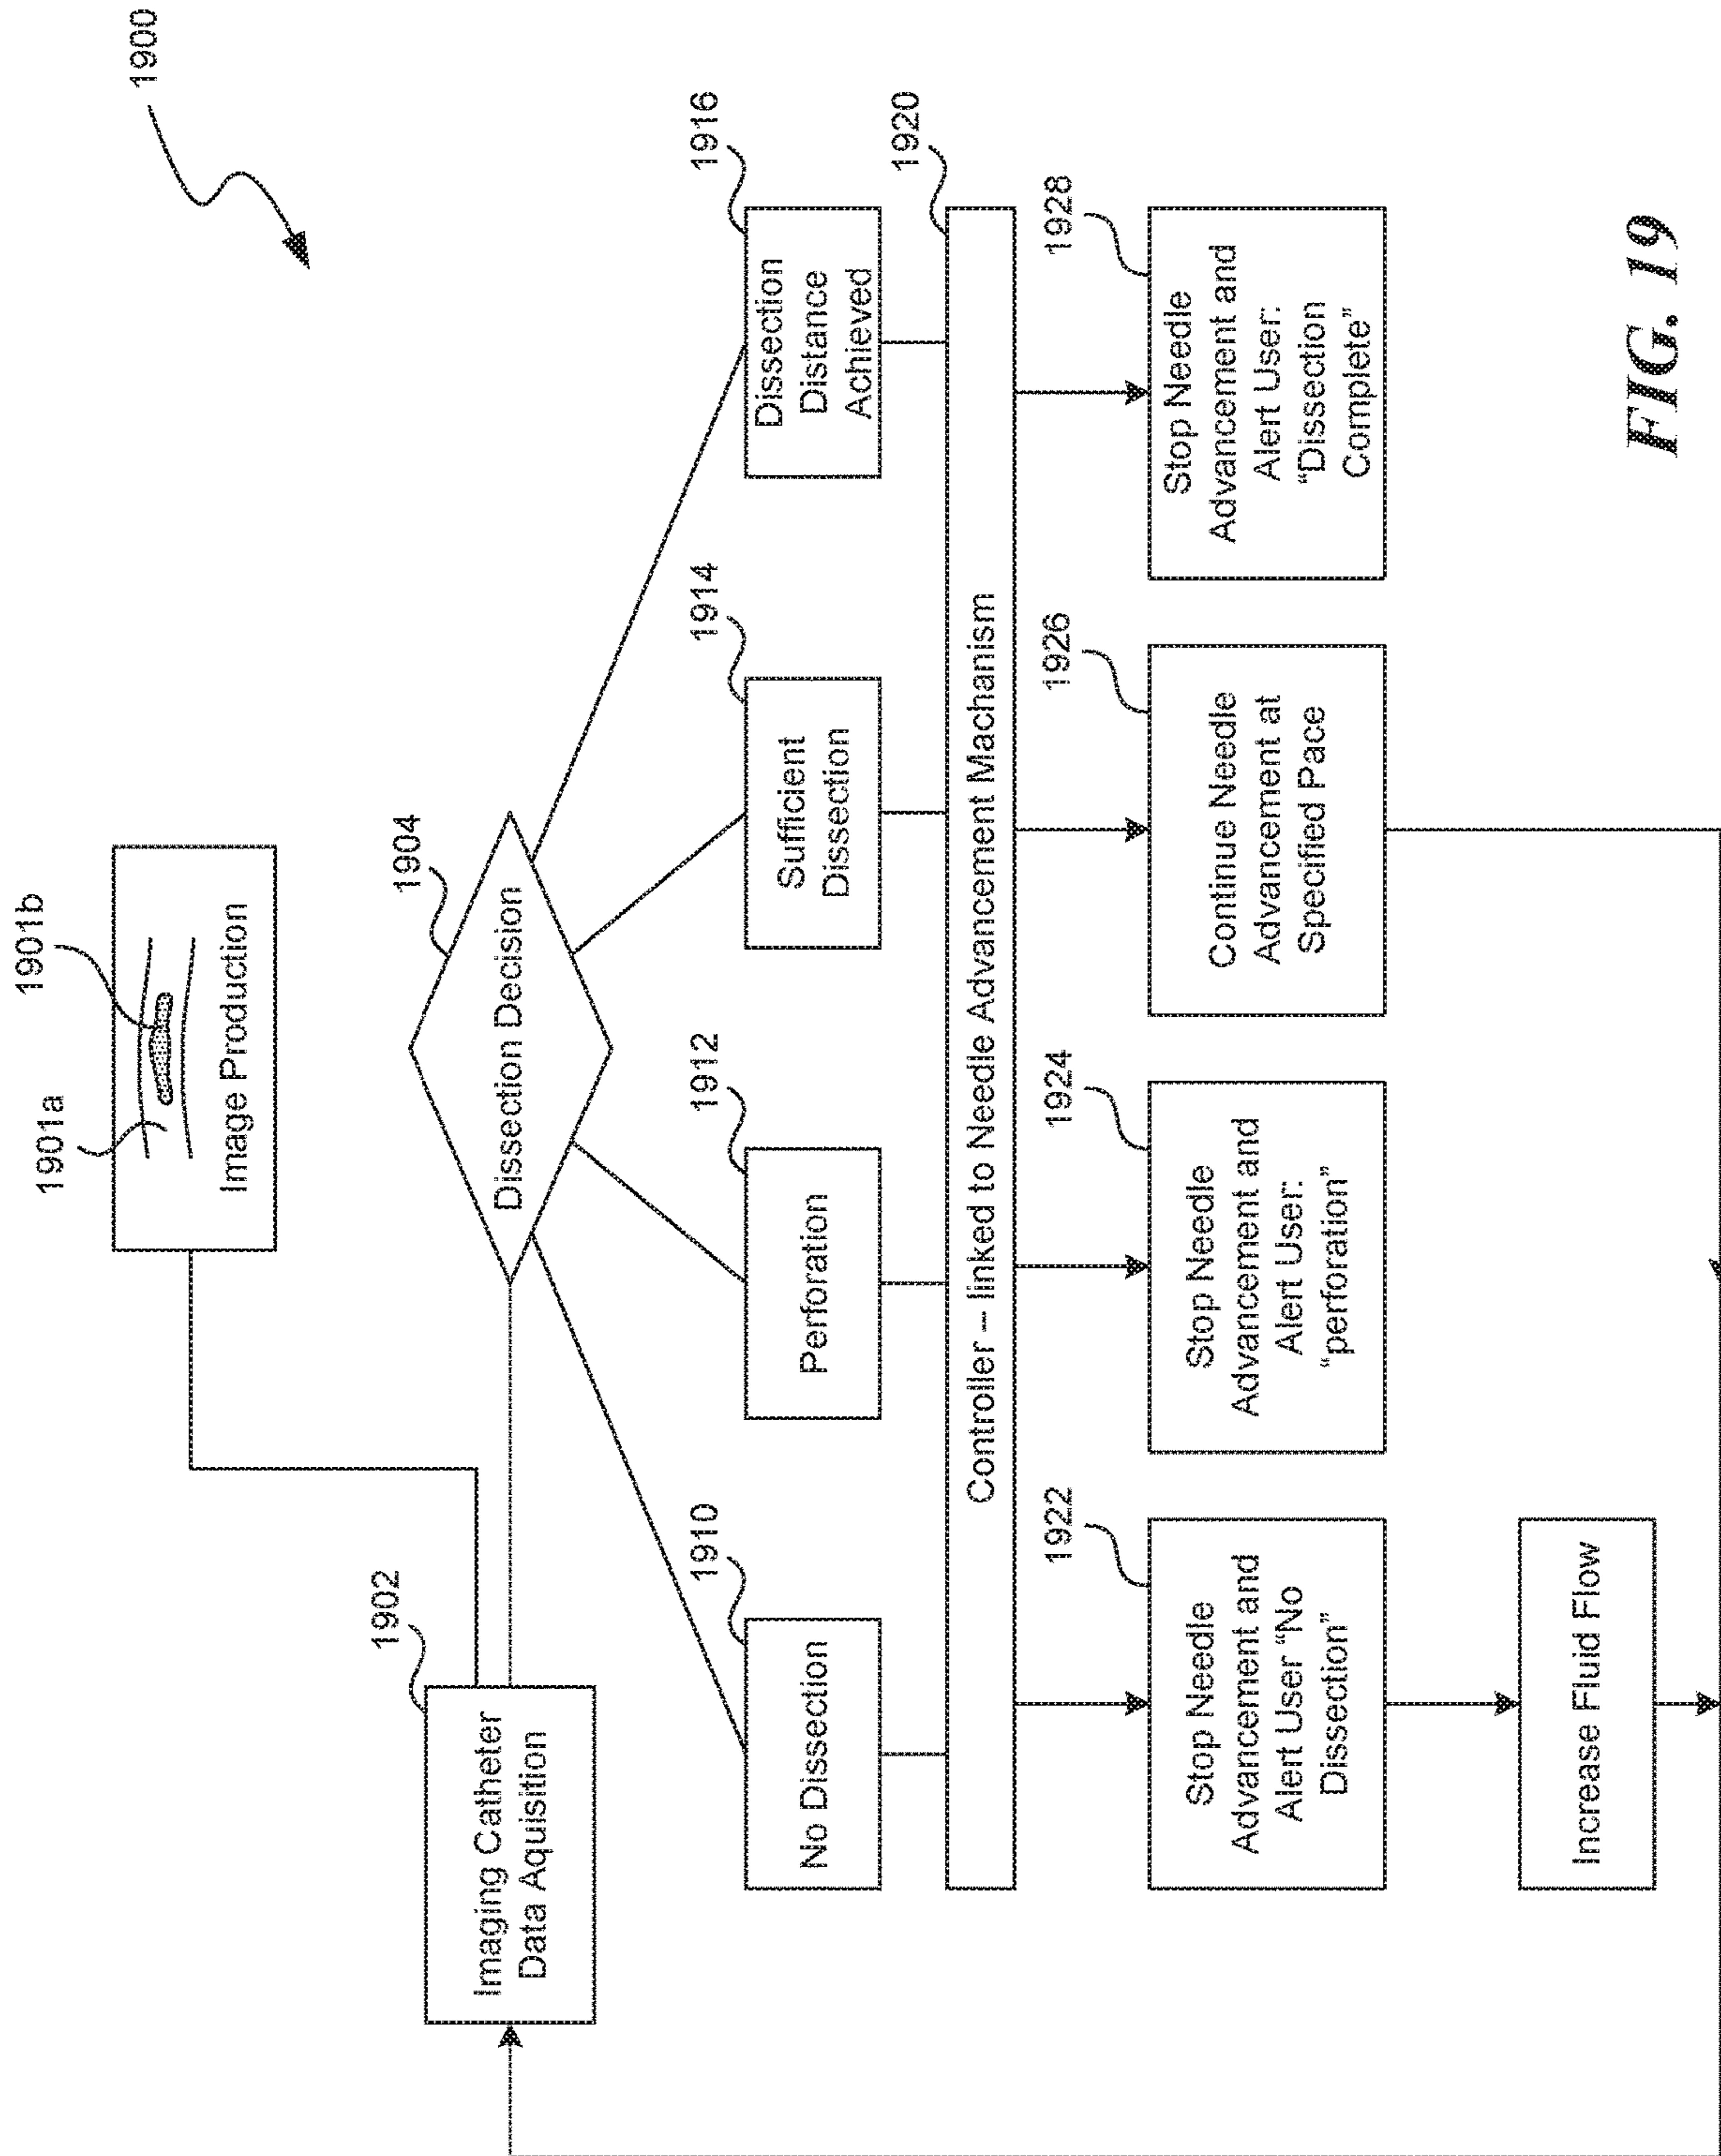 1900
1901a
1901b
Image Production
1902
Imaging Catheter
Data Aquisition
1904
Dissection Decision
1910
No Dissection
1912
Perforation
1914
Sufficient
Dissection
1916
Dissection
Distance
Achieved
1920
Controller – linked to Needle Advancement Machanism
1922
Stop Needle
Advancement and
Alert User “No
Dissection”
1924
Stop Needle
Advancement and
Alert User:
“perforation”
1926
Continue Needle
Advancement at
Specified Pace
1928
Stop Needle
Advancement and
Alert User:
“Dissection
Complete”
Increase Fluid Flow
FIG. 19